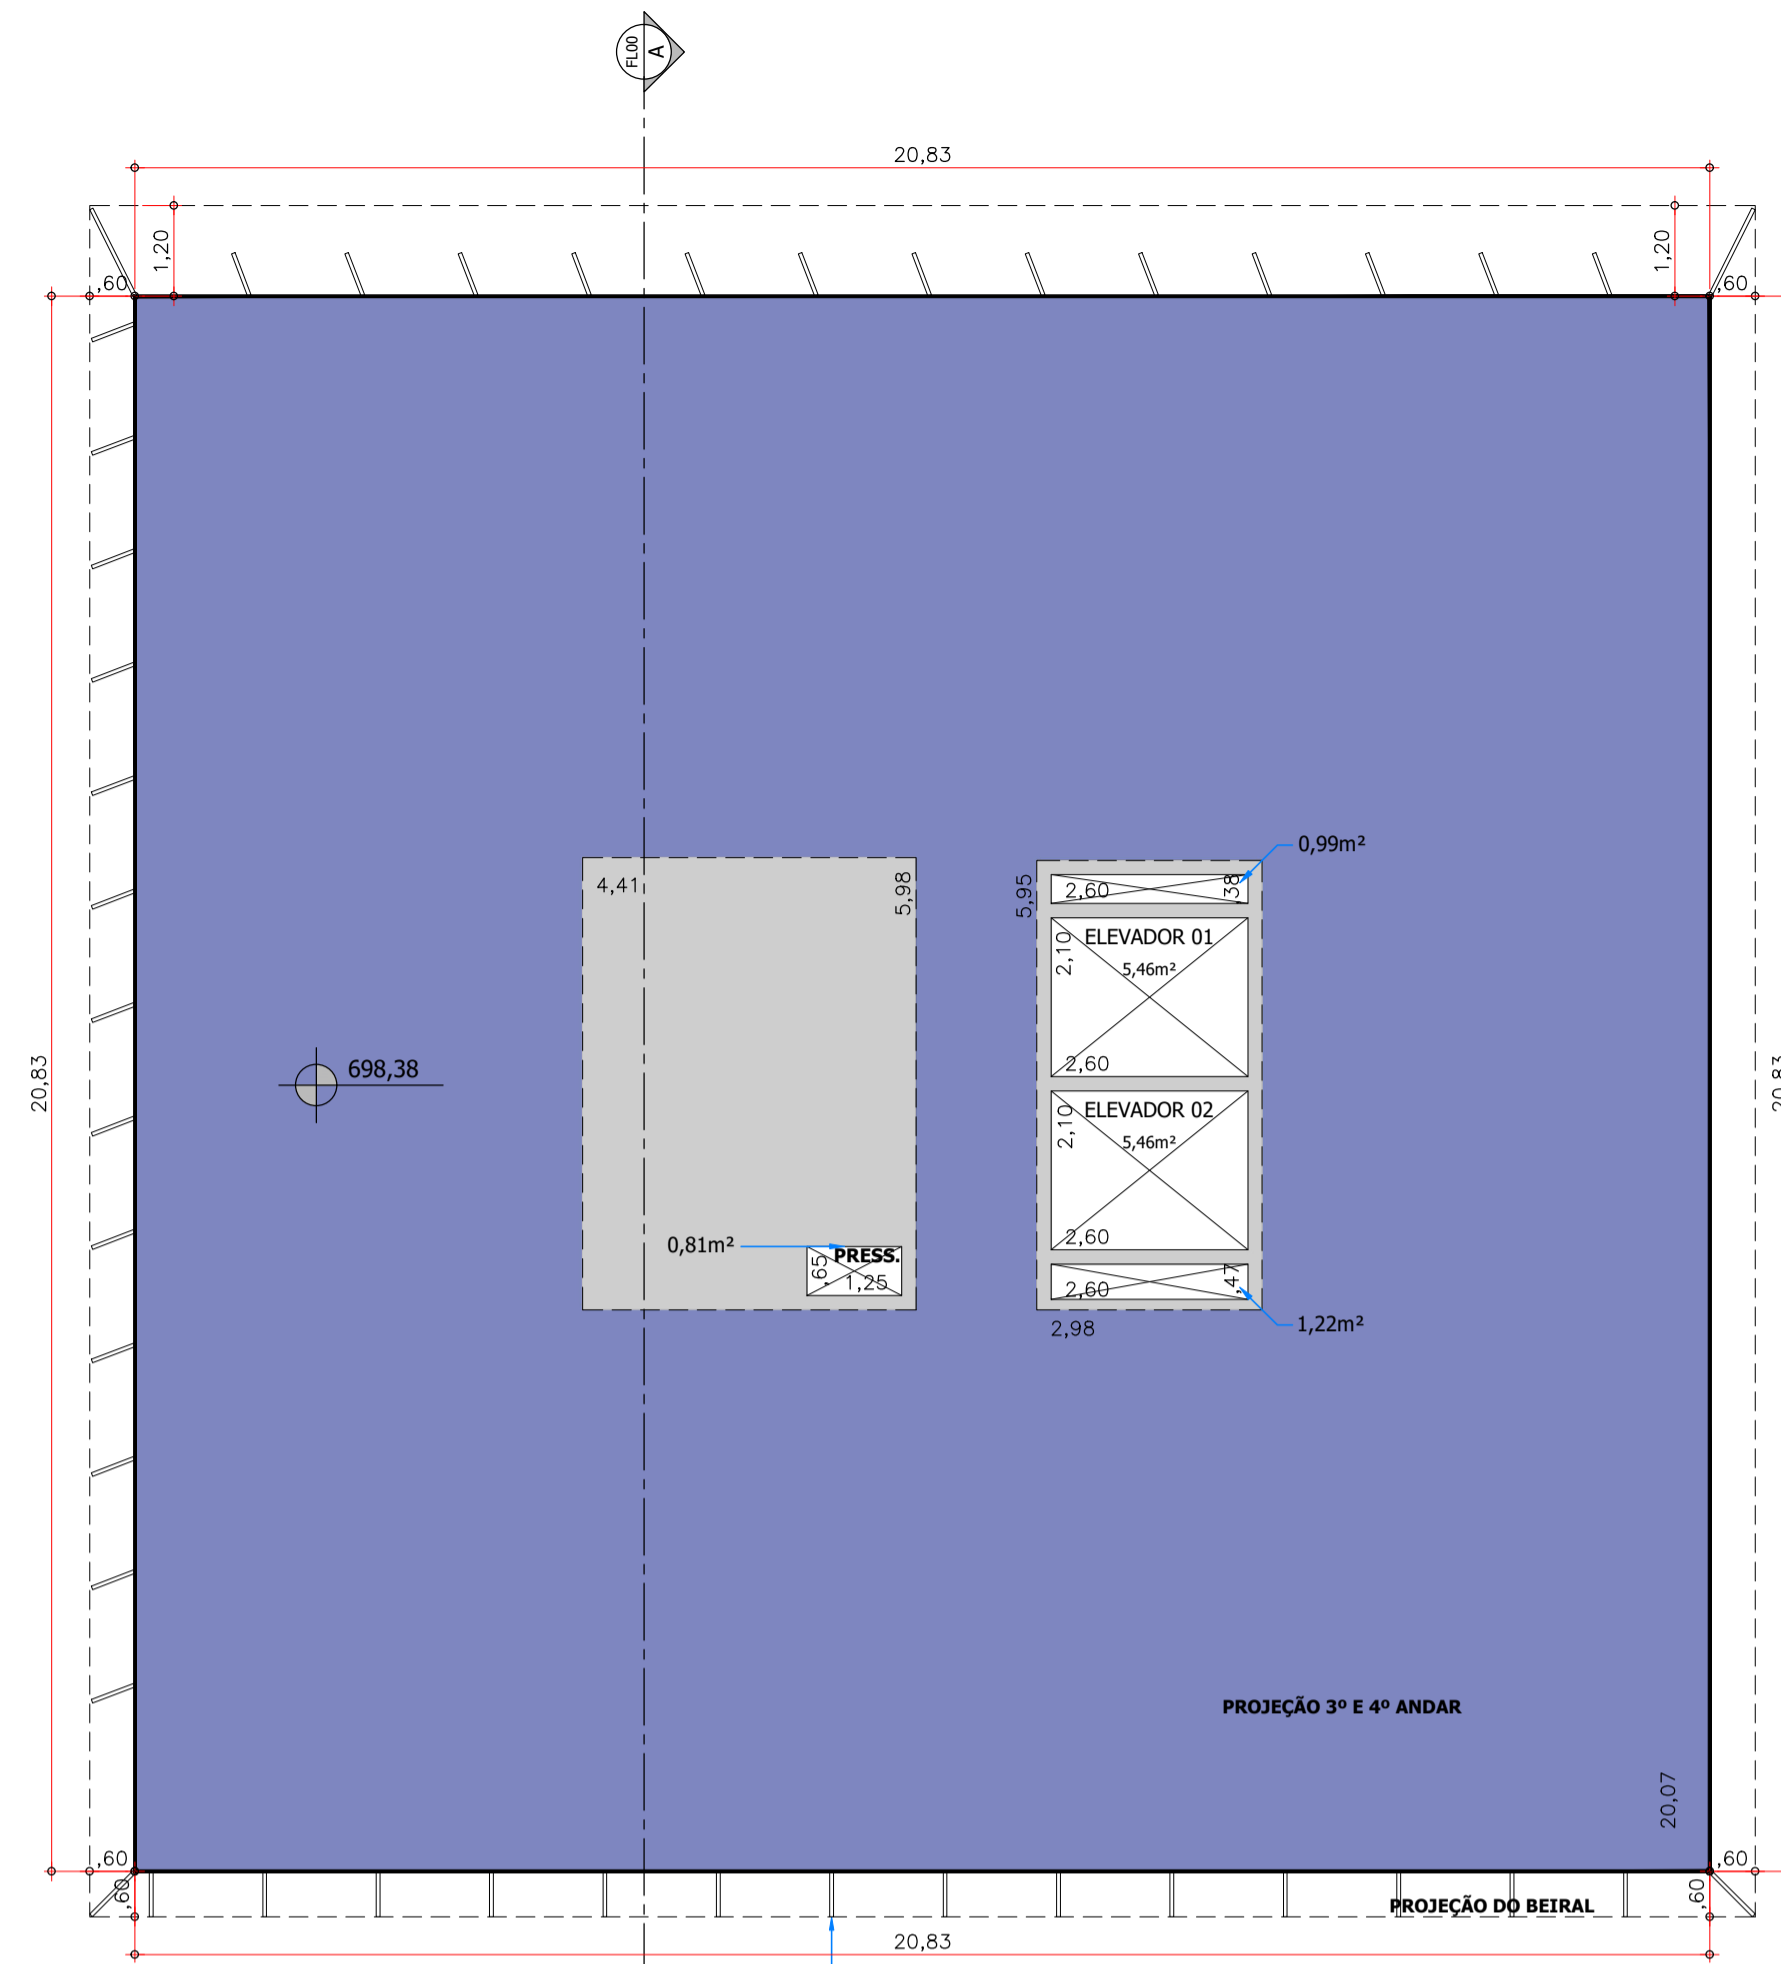 FL00
A
20,83
1,20
1,20
,60
,60
4,41
5,98
5,95
0,99m²
2,60
,38
ELEVADOR 01
2,10
5,46m²
2,60
20,83
698,38
20,83
ELEVADOR 02
2,10
5,46m²
2,60
0,81m²
PRESS.
,65
1,25
2,60
,47
1,22m²
2,98
PROJEÇÃO 3º E 4º ANDAR
20,07
,60
,60
,60
,60
PROJEÇÃO DO BEIRAL
20,83